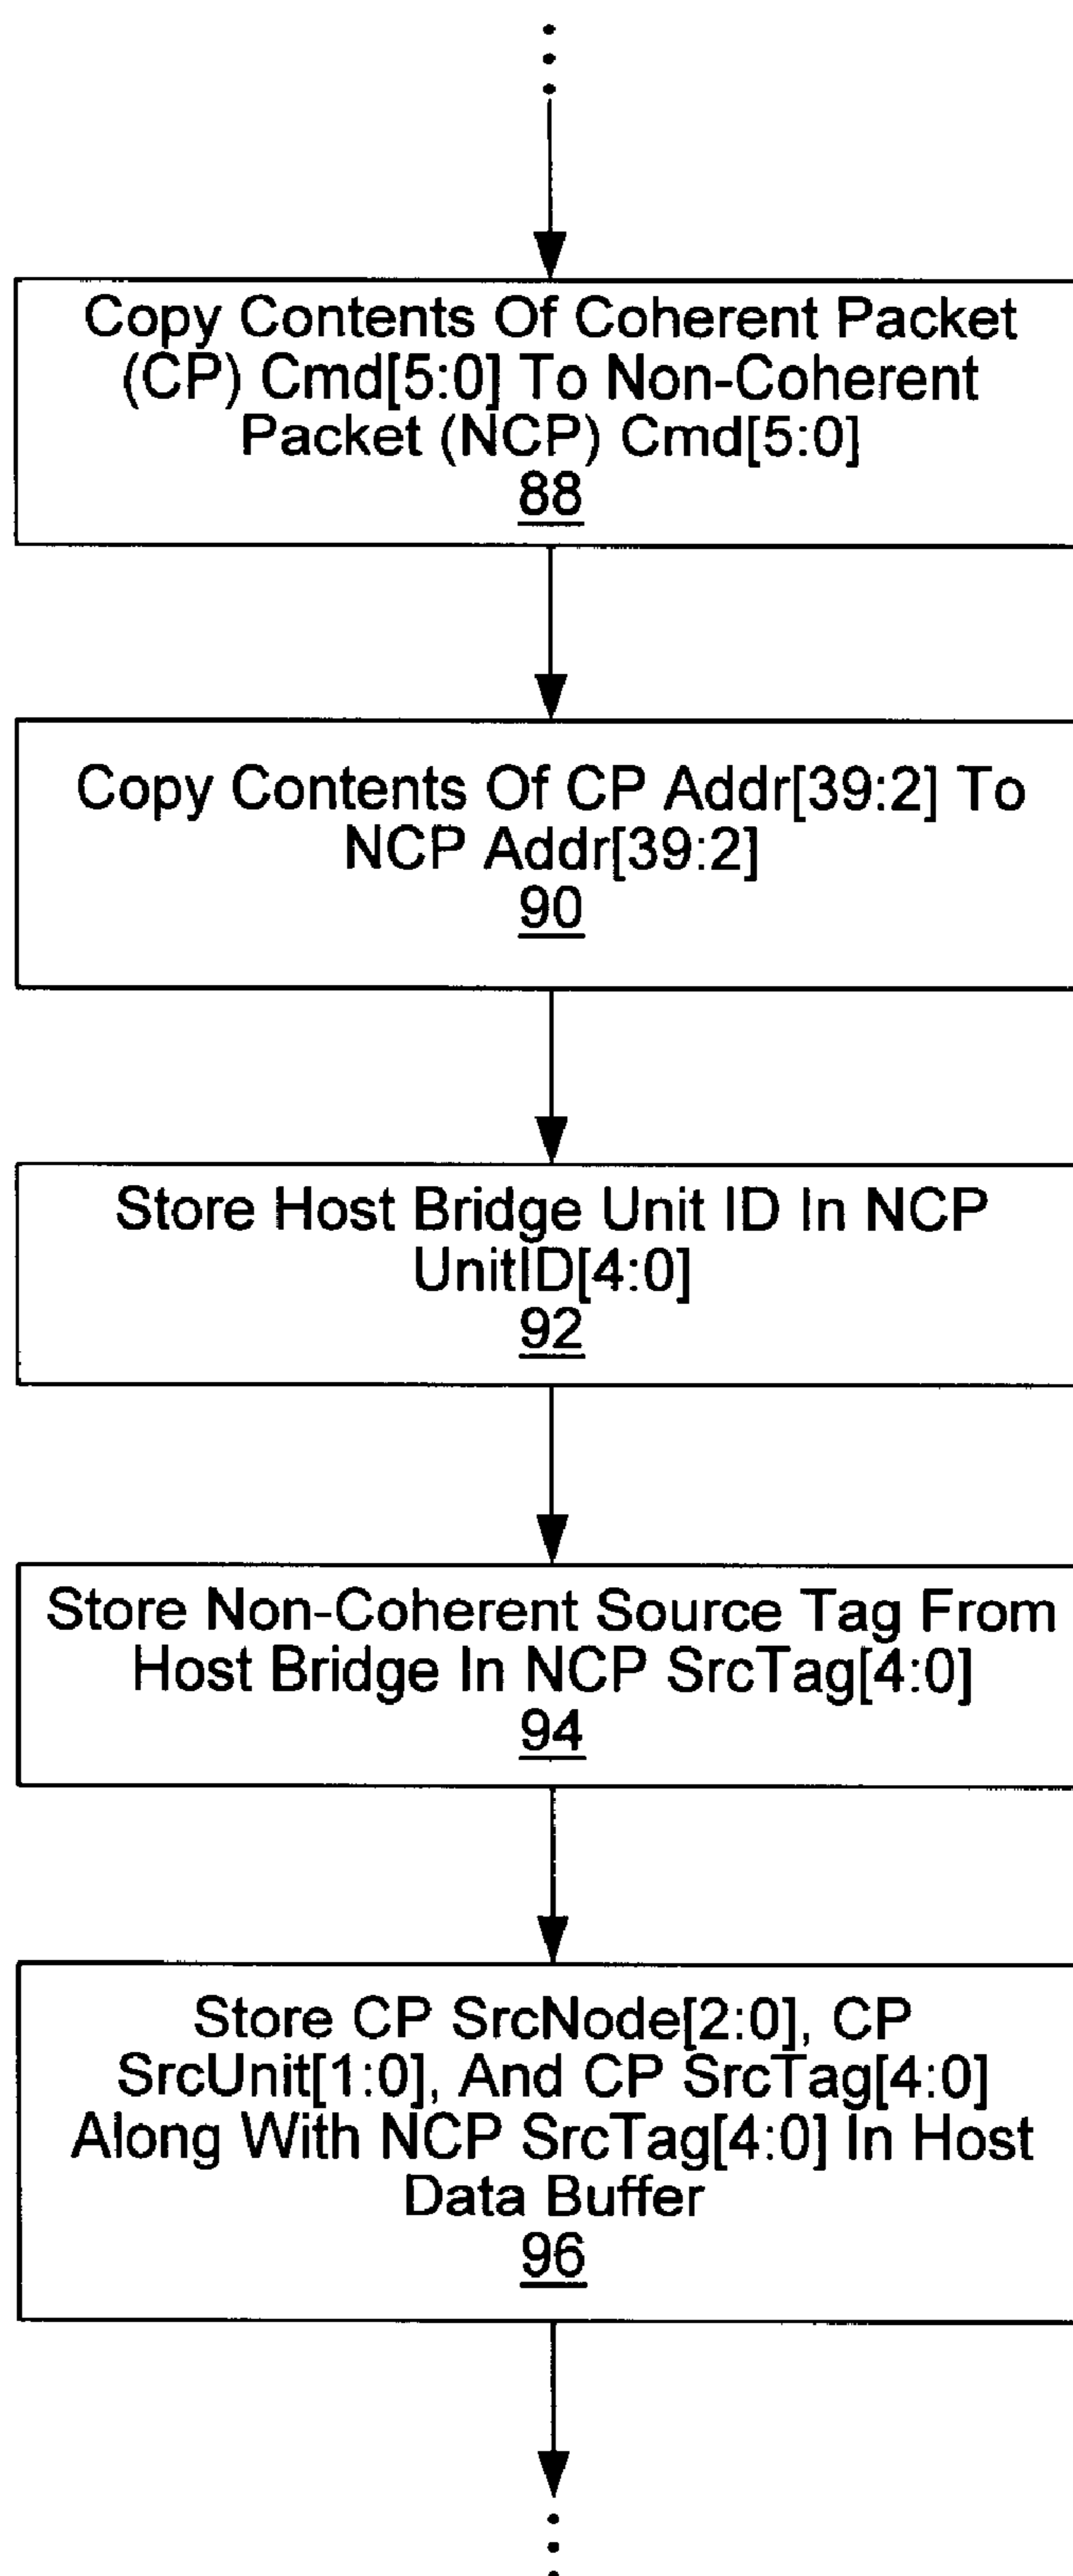 Copy Contents Of Coherent Packet
(CP) Cmd[5:0] To Non-Coherent
Packet (NCP) Cmd[5:0]
88
Copy Contents Of CP Addr[39:2] To
NCP Addr[39:2]
90
Store Host Bridge Unit ID In NCP
UnitID[4:0]
92
Store Non-Coherent Source Tag From
Host Bridge In NCP SrcTag[4:0]
94
Store CP SrcNode[2:0], CP
SrcUnit[1:0], And CP SrcTag[4:0]
Along With NCP SrcTag[4:0] In Host
Data Buffer
96